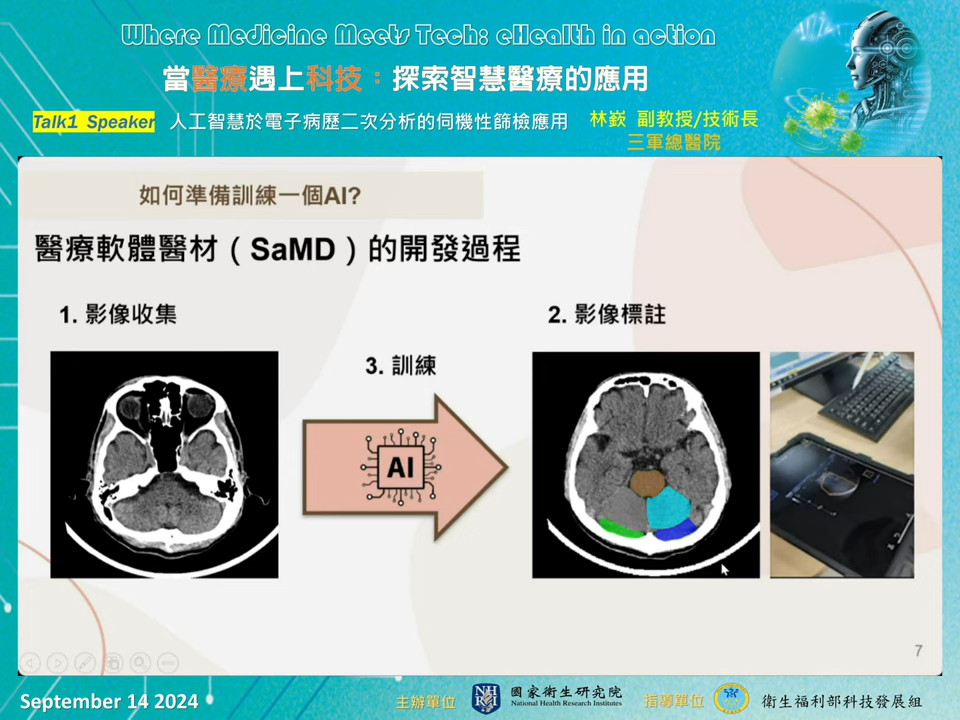 Where Medicine Meets Tech: eHealth in action
當醫療遇上科技：探索智慧醫療的應用
Talk1 Speaker 人工智慧於電子病歷二次分析的伺機性篩檢應用 林嶔 副教授/技術長
三軍總醫院
如何準備訓練一個AI?
醫療軟體醫材（SaMD）的開發過程
1. 影像收集
2. 影像標註
3. 訓練
AI
7
September 14 2024
主辦單位
NHRI
國家衛生研究院
National Health Research Institutes
指導單位
衛生福利部科技發展組